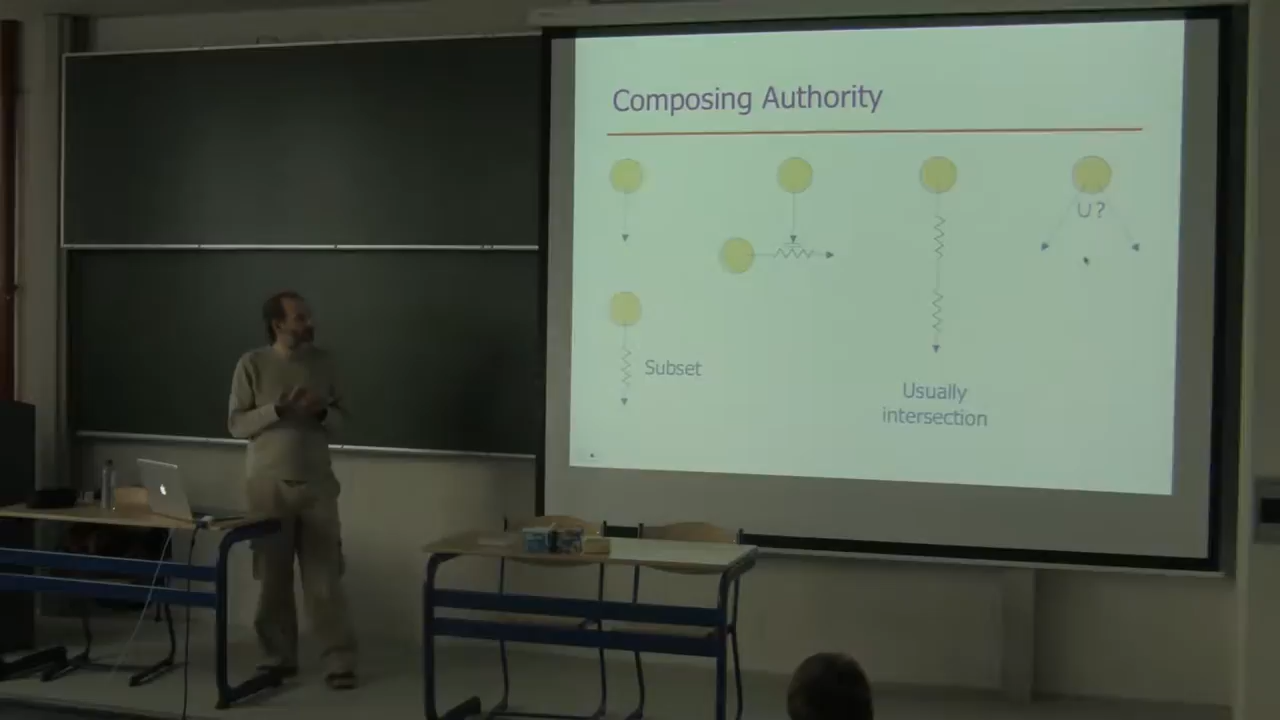 Composing Authority
∪?
Subset
Usually
intersection